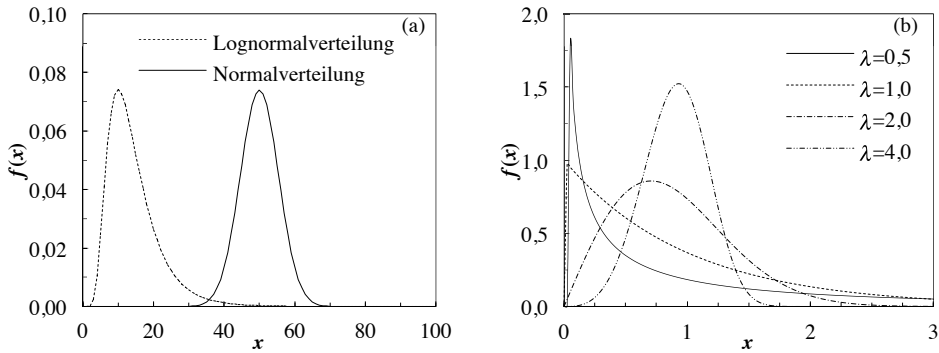 (a)
0,10
0,08
0,06
0,04
0,02
0,00
f(x)
Lognormalverteilung
Normalverteilung
0 20 40 60 80 100
x
(b)
2,0
1,5
1,0
0,5
0,0
f(x)
λ=0,5
λ=1,0
λ=2,0
λ=4,0
0 1 2 3
x